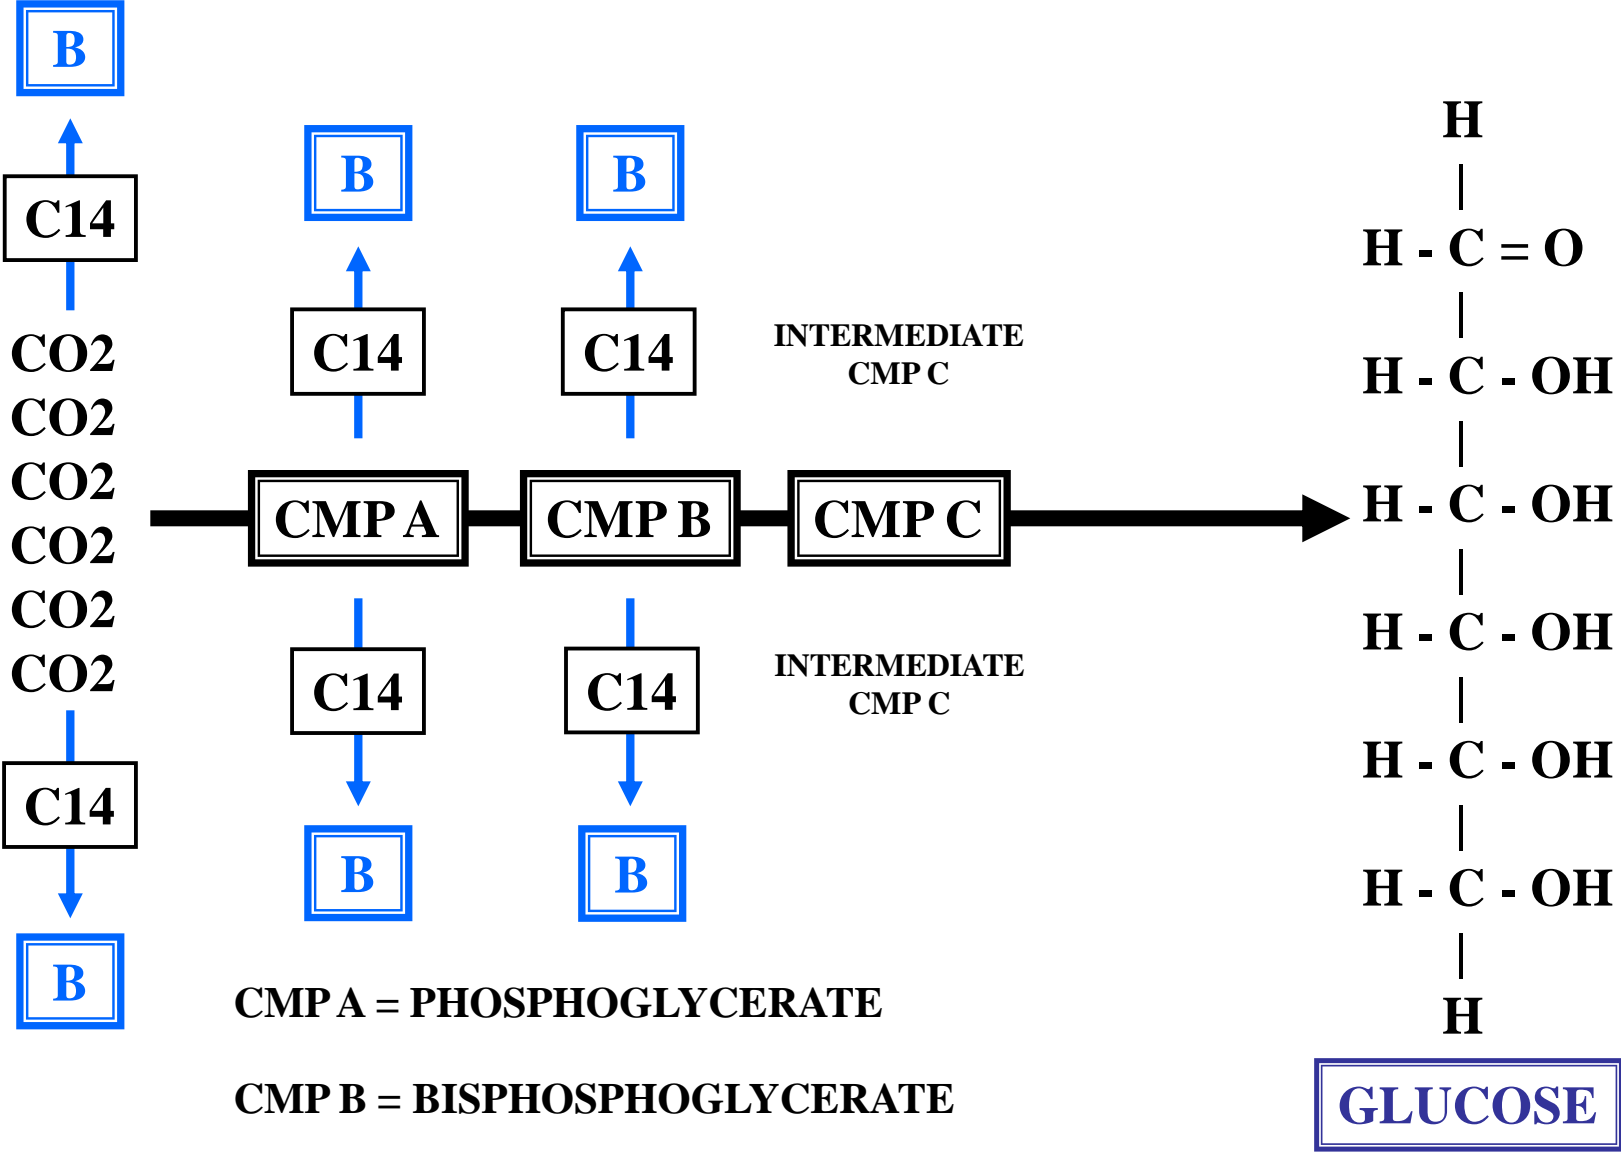 B
C14
CO2
CO2
CO2
CO2
CO2
CO2
C14
B
B
C14
CMP A
C14
B
B
C14
CMP B
C14
B
INTERMEDIATE
CMP C
CMP C
INTERMEDIATE
CMP C
CMP A = PHOSPHOGLYCERATE
CMP B = BISPHOSPHOGLYCERATE
H
H - C = O
H - C - OH
H - C - OH
H - C - OH
H - C - OH
H - C - OH
H
GLUCOSE